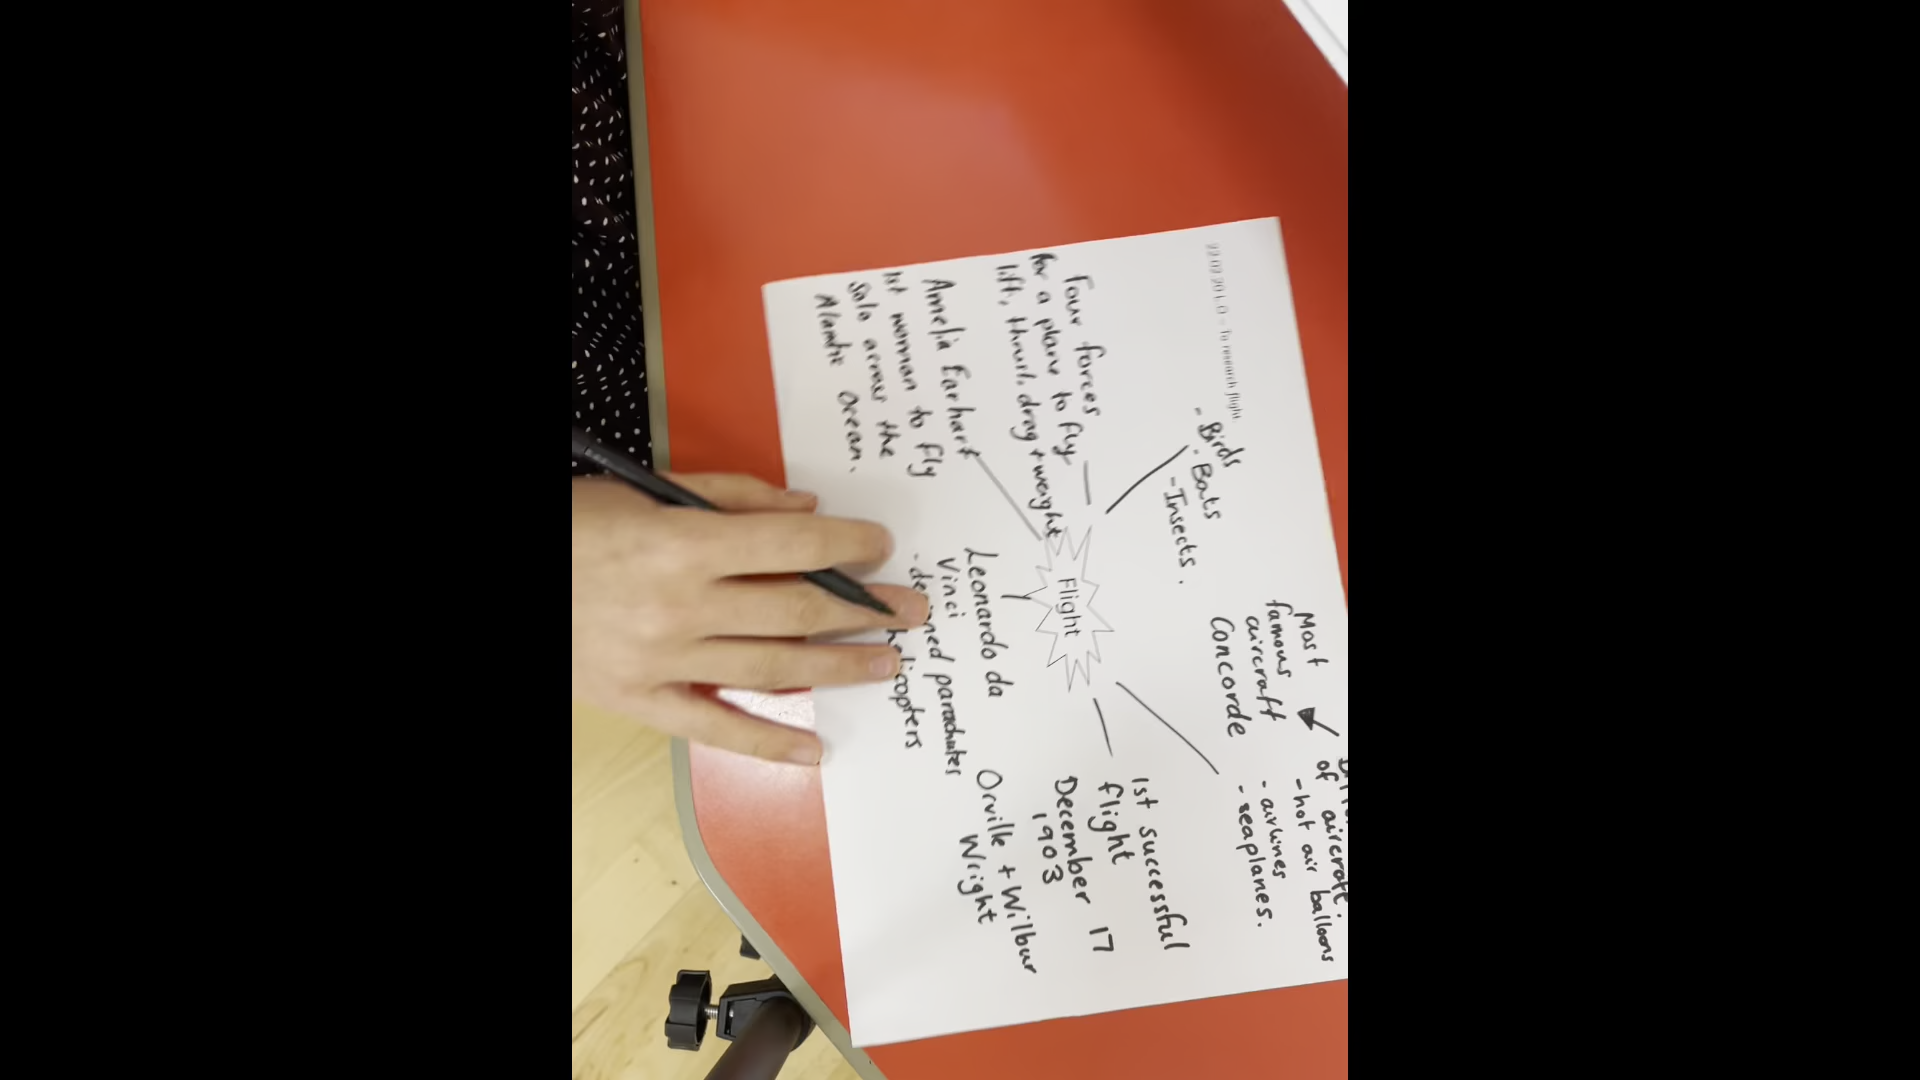 22.02.20 L.O – To research flight.
- Birds
- Bats
- Insects.
Most
famous
aircraft
Concorde
of aircraft.
- hot air balloons
- airlines
- seaplanes.
Four forces
for a plane to fly
lift, thrust, drag + weight
Flight
1st successful
flight
December 17
1903
Orville + Wilbur
Wright
Amelia Earhart
1st woman to fly
solo across the
Ocean.
Leonardo da
Vinci
parachutes
helicopters